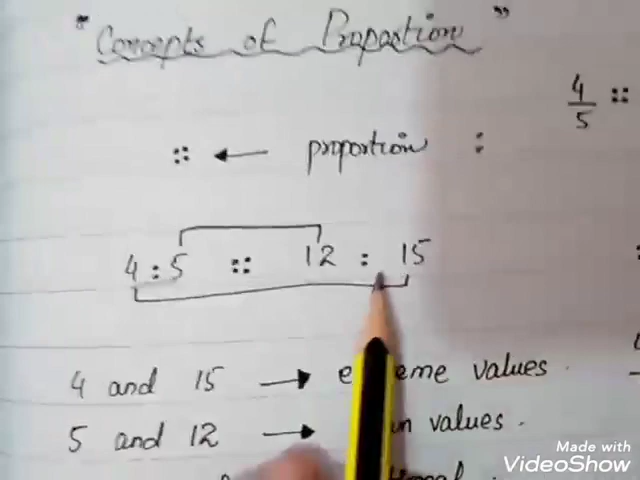 "Concepts of Proportion"
4/5 ::
:: ← proportion :
4 : 5 :: 12 : 15
4 and 15 → values.
5 and 12 → values.
Made with
VideoShow